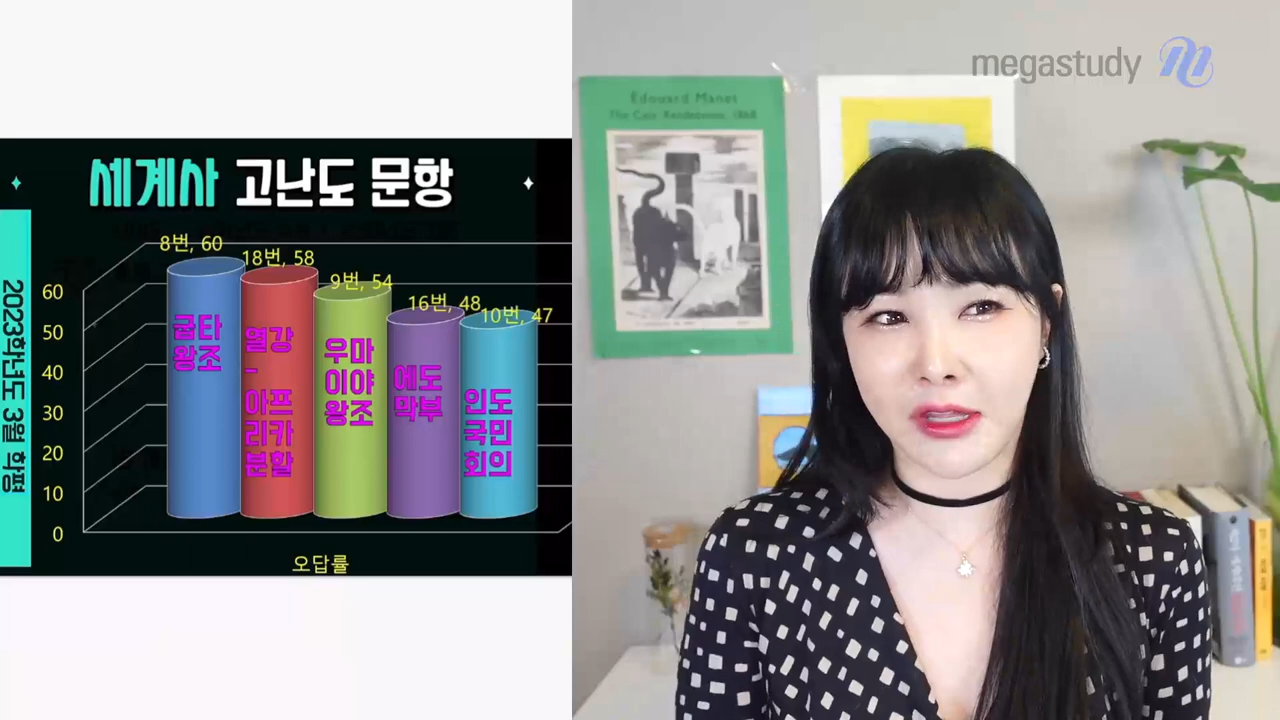 megastudy
Édouard Manet
The Cats' Rendezvous, 1868
세계사 고난도 문항
2023학년도 3월 학평
8번, 60
18번, 58
9번, 54
16번, 48
10번, 47
60
50
40
30
20
10
0
굽타
왕조
열강
-
아프
리카
분할
우마
이야
왕조
에도
막부
인도
국민
회의
오답률